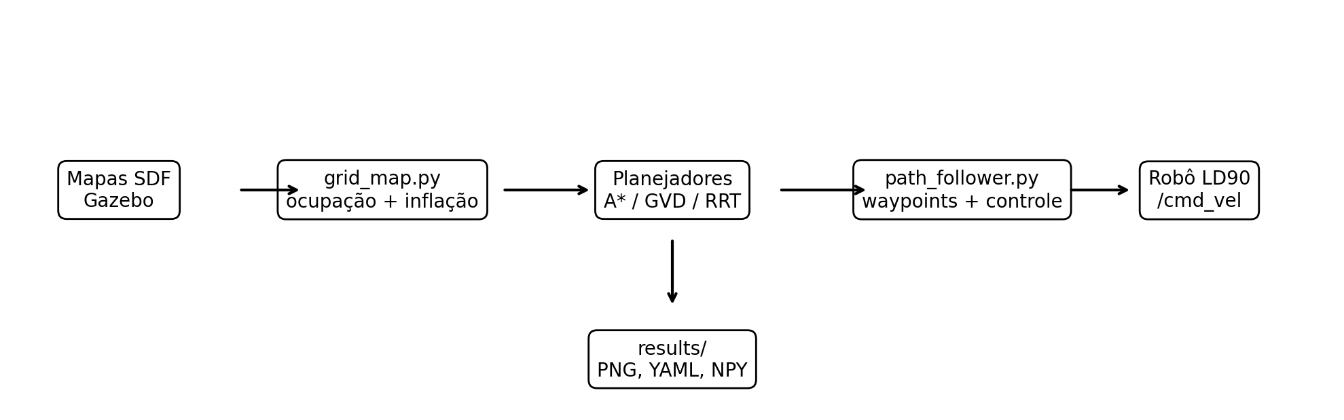 Mapas SDF
Gazebo
grid_map.py
ocupação + inflação
Planejadores
A* / GVD / RRT
path_follower.py
waypoints + controle
Robô LD90
/cmd_vel
results/
PNG, YAML, NPY